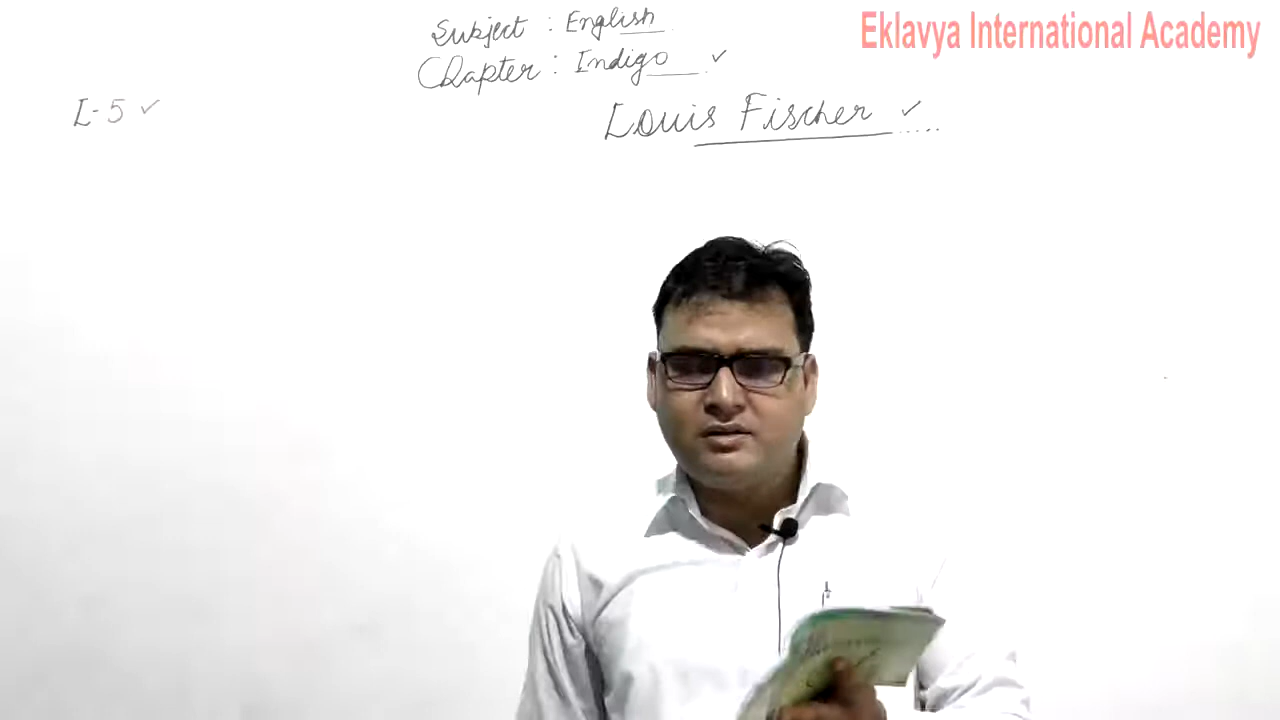 Subject : English
Eklavya International Academy
Chapter : Indigo ✓
L-5 ✓
Louis Fischer ✓ .....